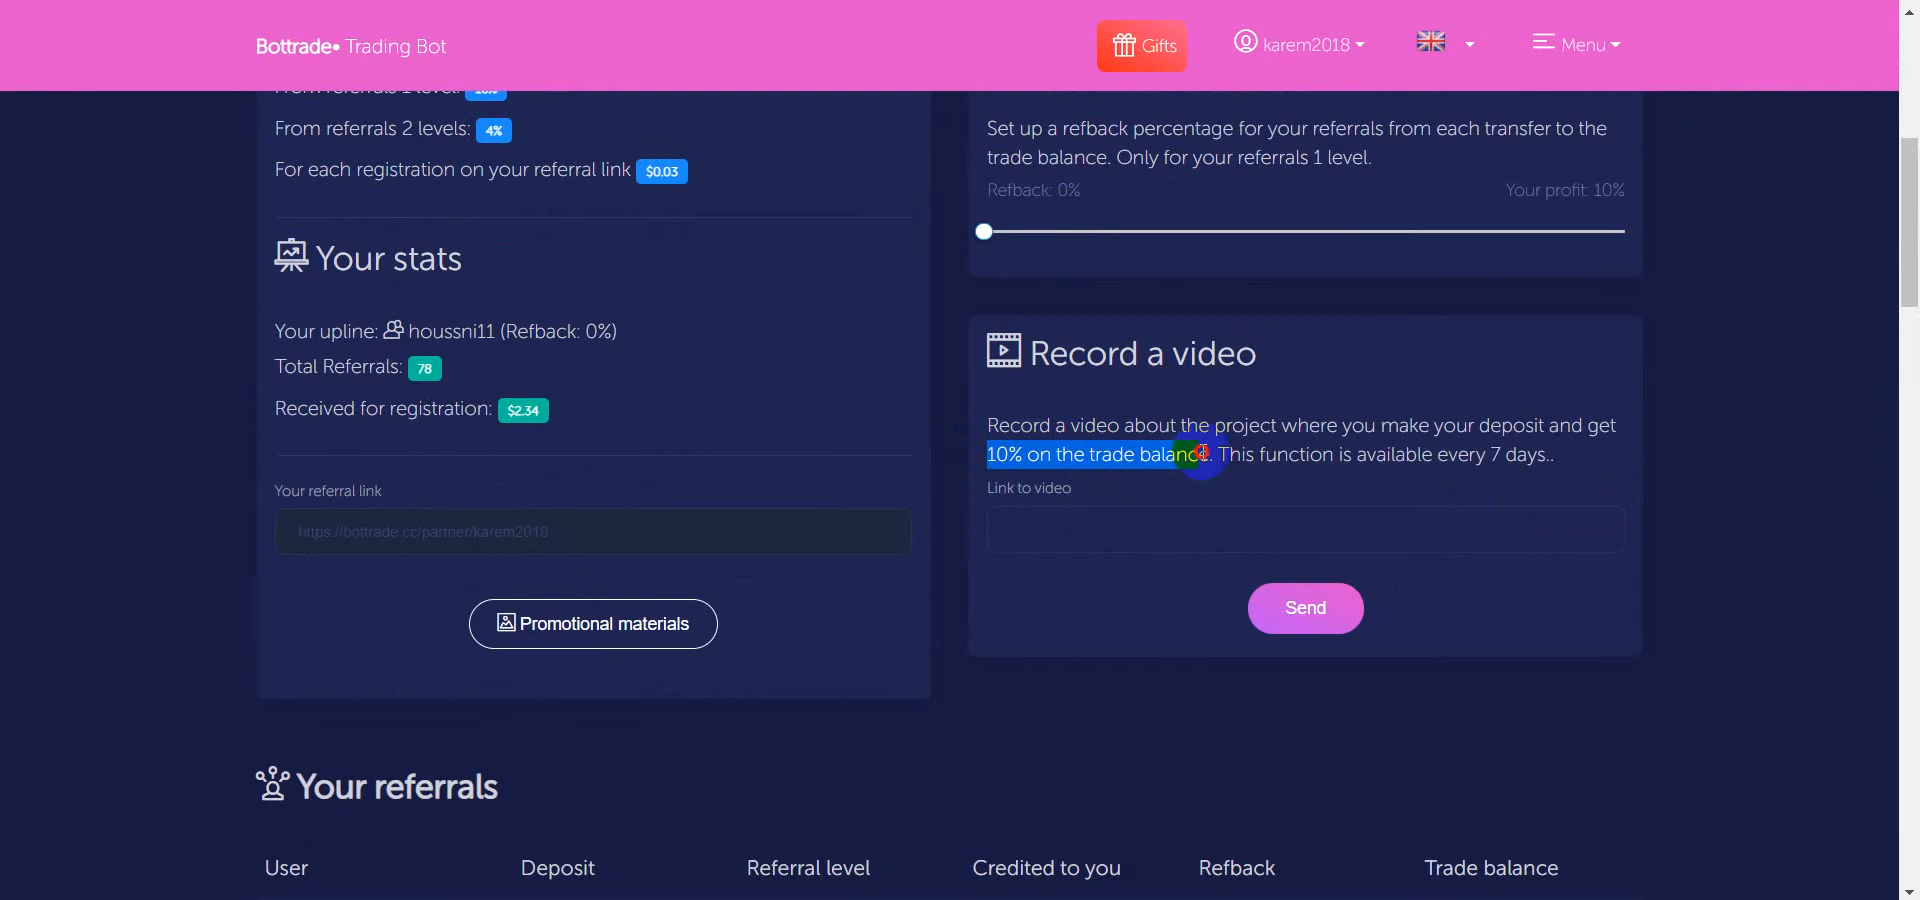 Bottrade• Trading Bot
Gifts
karem2018
Menu
From referrals 1 level: 10%
From referrals 2 levels: 4%
For each registration on your referral link $0.03
Your stats
Your upline: houssni11 (Refback: 0%)
Total Referrals: 78
Received for registration: $2.34
Your referral link
https://bottrade.cc/partner/karem2018
Promotional materials
Set up a refback percentage for your referrals from each transfer to the
trade balance. Only for your referrals 1 level.
Refback: 0%
Your profit: 10%
Record a video
Record a video about the project where you make your deposit and get
10% on the trade balance. This function is available every 7 days..
Link to video
Send
Your referrals
User
Deposit
Referral level
Credited to you
Refback
Trade balance